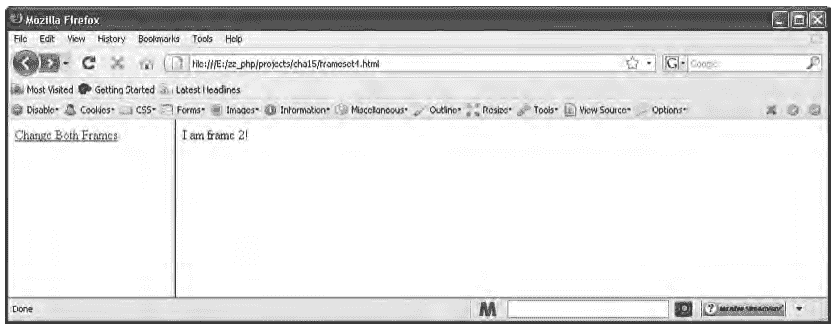 Mozilla Firefox
File Edit View History Bookmarks Tools Help
file:///E:/zz_php/projects/cha15/frameset4.html
G Google
Most Visited Getting Started Latest Headlines
Disable Cookies CSS Forms Images Information Miscellaneous Outline Resize Tools View Source Options
Change Both Frames
I am frame 2!
Done
M